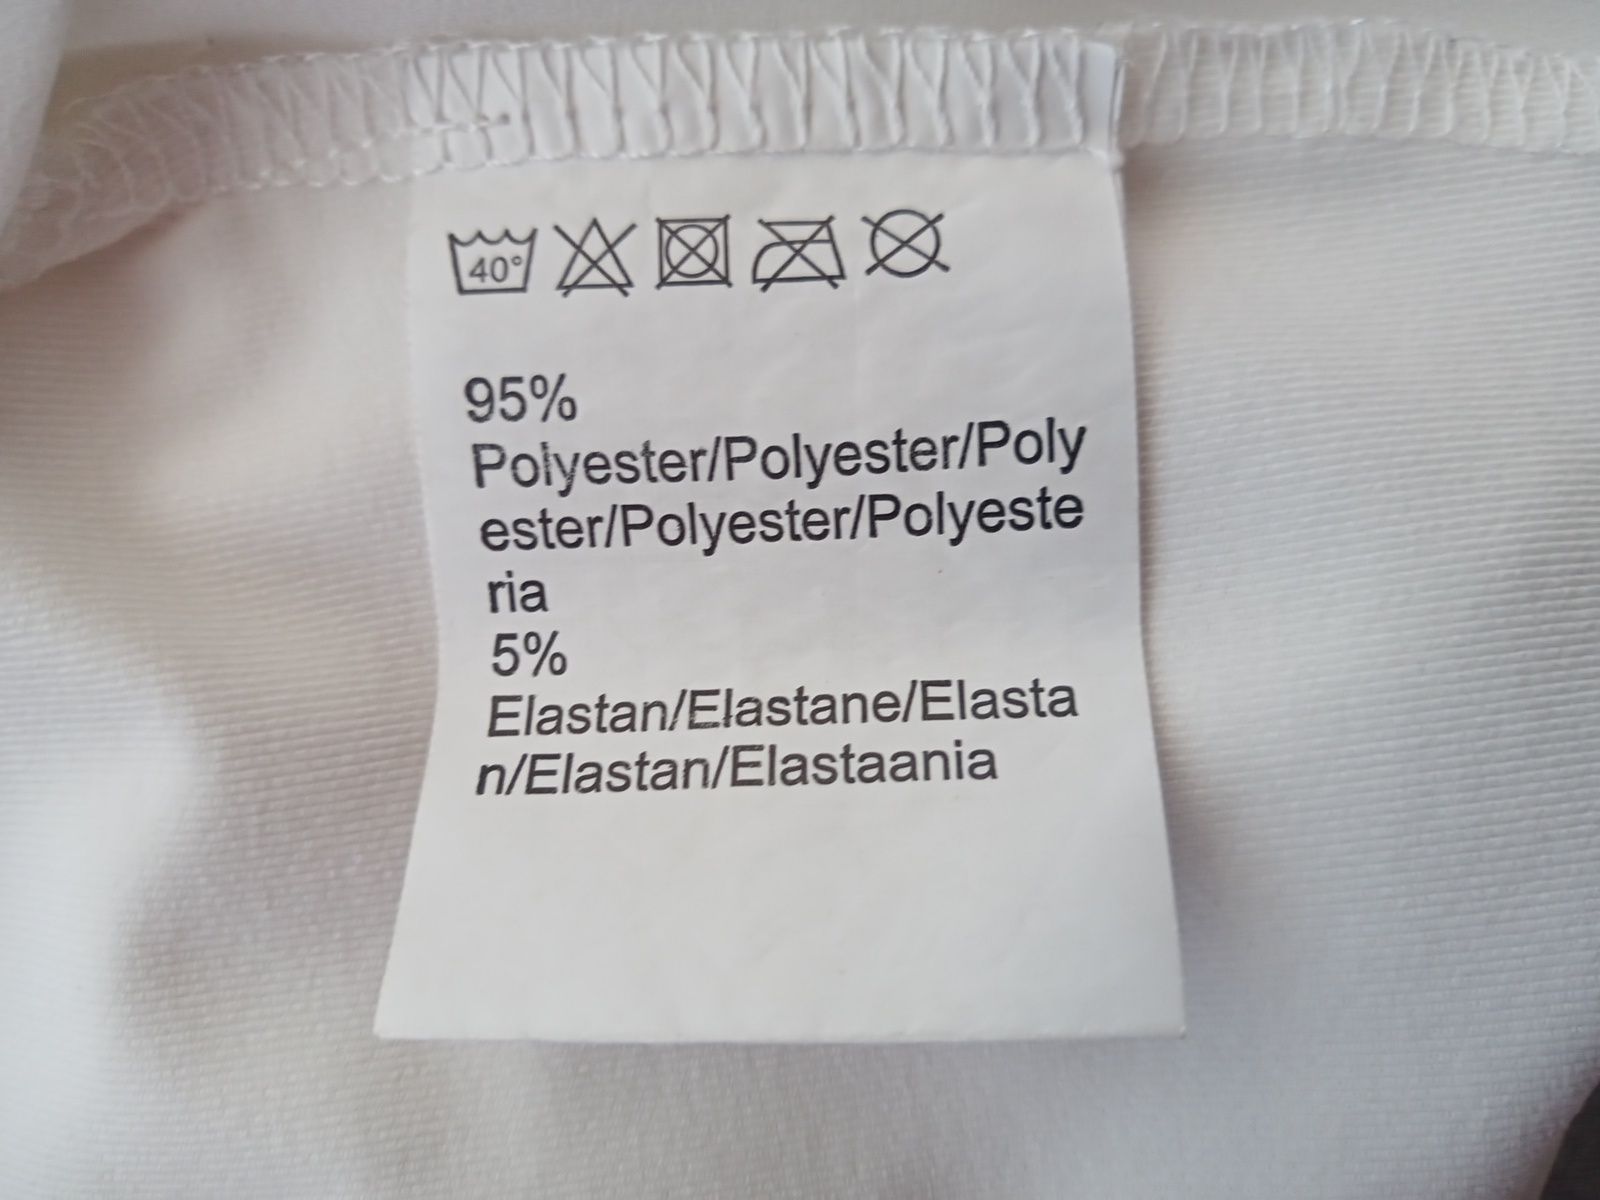 40°
95%
Polyester/Polyester/Poly
ester/Polyester/Polyeste
ria
5%
Elastan/Elastane/Elasta
n/Elastan/Elastaania